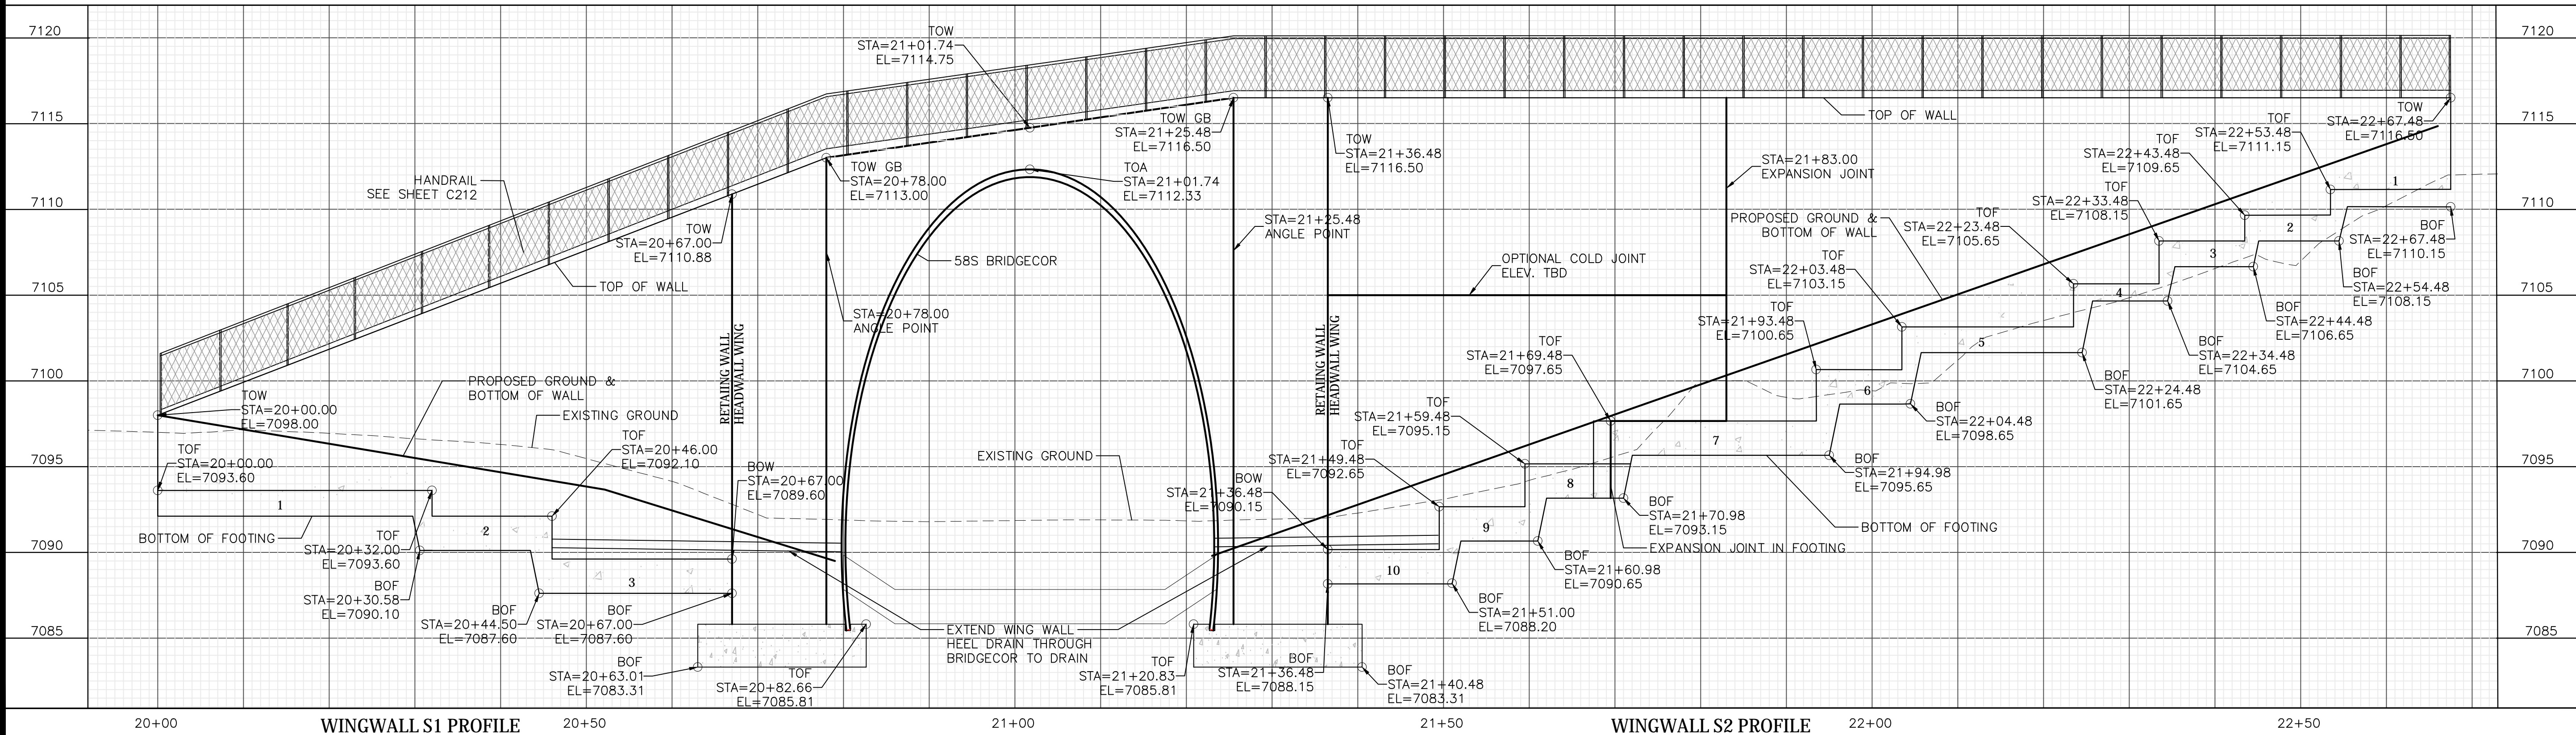 7120
7115
7110
7105
7100
7095
7090
7085
7120
7115
7110
7105
7100
7095
7090
7085
TOW
STA=21+01.74
EL=7114.75
HANDRAIL
SEE SHEET C212
TOP OF WALL
TOW
STA=20+67.00
EL=7110.88
TOW GB
STA=20+78.00
EL=7113.00
TOA
STA=21+01.74
EL=7112.33
TOW GB
STA=21+25.48
EL=7116.50
TOW
STA=21+36.48
EL=7116.50
STA=21+25.48
ANGLE POINT
58S BRIDGECOR
STA=20+78.00
ANGLE POINT
RETAIING WALL
HEADWALL WING
RETAIING WALL
HEADWALL WING
TOP OF WALL
STA=21+83.00
EXPANSION JOINT
PROPOSED GROUND &
BOTTOM OF WALL
OPTIONAL COLD JOINT
ELEV. TBD
TOF
STA=22+53.48
EL=7111.15
TOW
STA=22+67.48
EL=7116.50
TOF
STA=22+43.48
EL=7109.65
TOF
STA=22+33.48
EL=7108.15
TOF
STA=22+23.48
EL=7105.65
TOF
STA=22+03.48
EL=7103.15
TOF
STA=21+93.48
EL=7100.65
TOF
STA=21+69.48
EL=7097.65
TOF
STA=21+59.48
EL=7095.15
TOF
STA=21+49.48
EL=7092.65
BOW
STA=21+36.48
EL=7090.15
BOF
STA=22+67.48
EL=7110.15
BOF
STA=22+54.48
EL=7108.15
BOF
STA=22+44.48
EL=7106.65
BOF
STA=22+34.48
EL=7104.65
BOF
STA=22+24.48
EL=7101.65
BOF
STA=22+04.48
EL=7098.65
BOF
STA=21+94.98
EL=7095.65
BOTTOM OF FOOTING
BOF
STA=21+70.98
EL=7093.15
EXPANSION JOINT IN FOOTING
BOF
STA=21+60.98
EL=7090.65
BOF
STA=21+51.00
EL=7088.20
1
2
3
4
5
6
7
8
9
10
TOW
STA=20+00.00
EL=7098.00
PROPOSED GROUND &
BOTTOM OF WALL
EXISTING GROUND
TOF
STA=20+00.00
EL=7093.60
TOF
STA=20+46.00
EL=7092.10
BOW
STA=20+67.00
EL=7089.60
EXISTING GROUND
1
2
3
BOTTOM OF FOOTING
TOF
STA=20+32.00
EL=7093.60
BOF
STA=20+30.58
EL=7090.10
BOF
STA=20+44.50
EL=7087.60
BOF
STA=20+67.00
EL=7087.60
BOF
STA=20+63.01
EL=7083.31
TOF
STA=20+82.66
EL=7085.81
EXTEND WING WALL
HEEL DRAIN THROUGH
BRIDGECOR TO DRAIN
TOF
STA=21+20.83
EL=7085.81
BOF
STA=21+36.48
EL=7088.15
BOF
STA=21+40.48
EL=7083.31
20+00
WINGWALL S1 PROFILE
20+50
21+00
21+50
WINGWALL S2 PROFILE
22+00
22+50